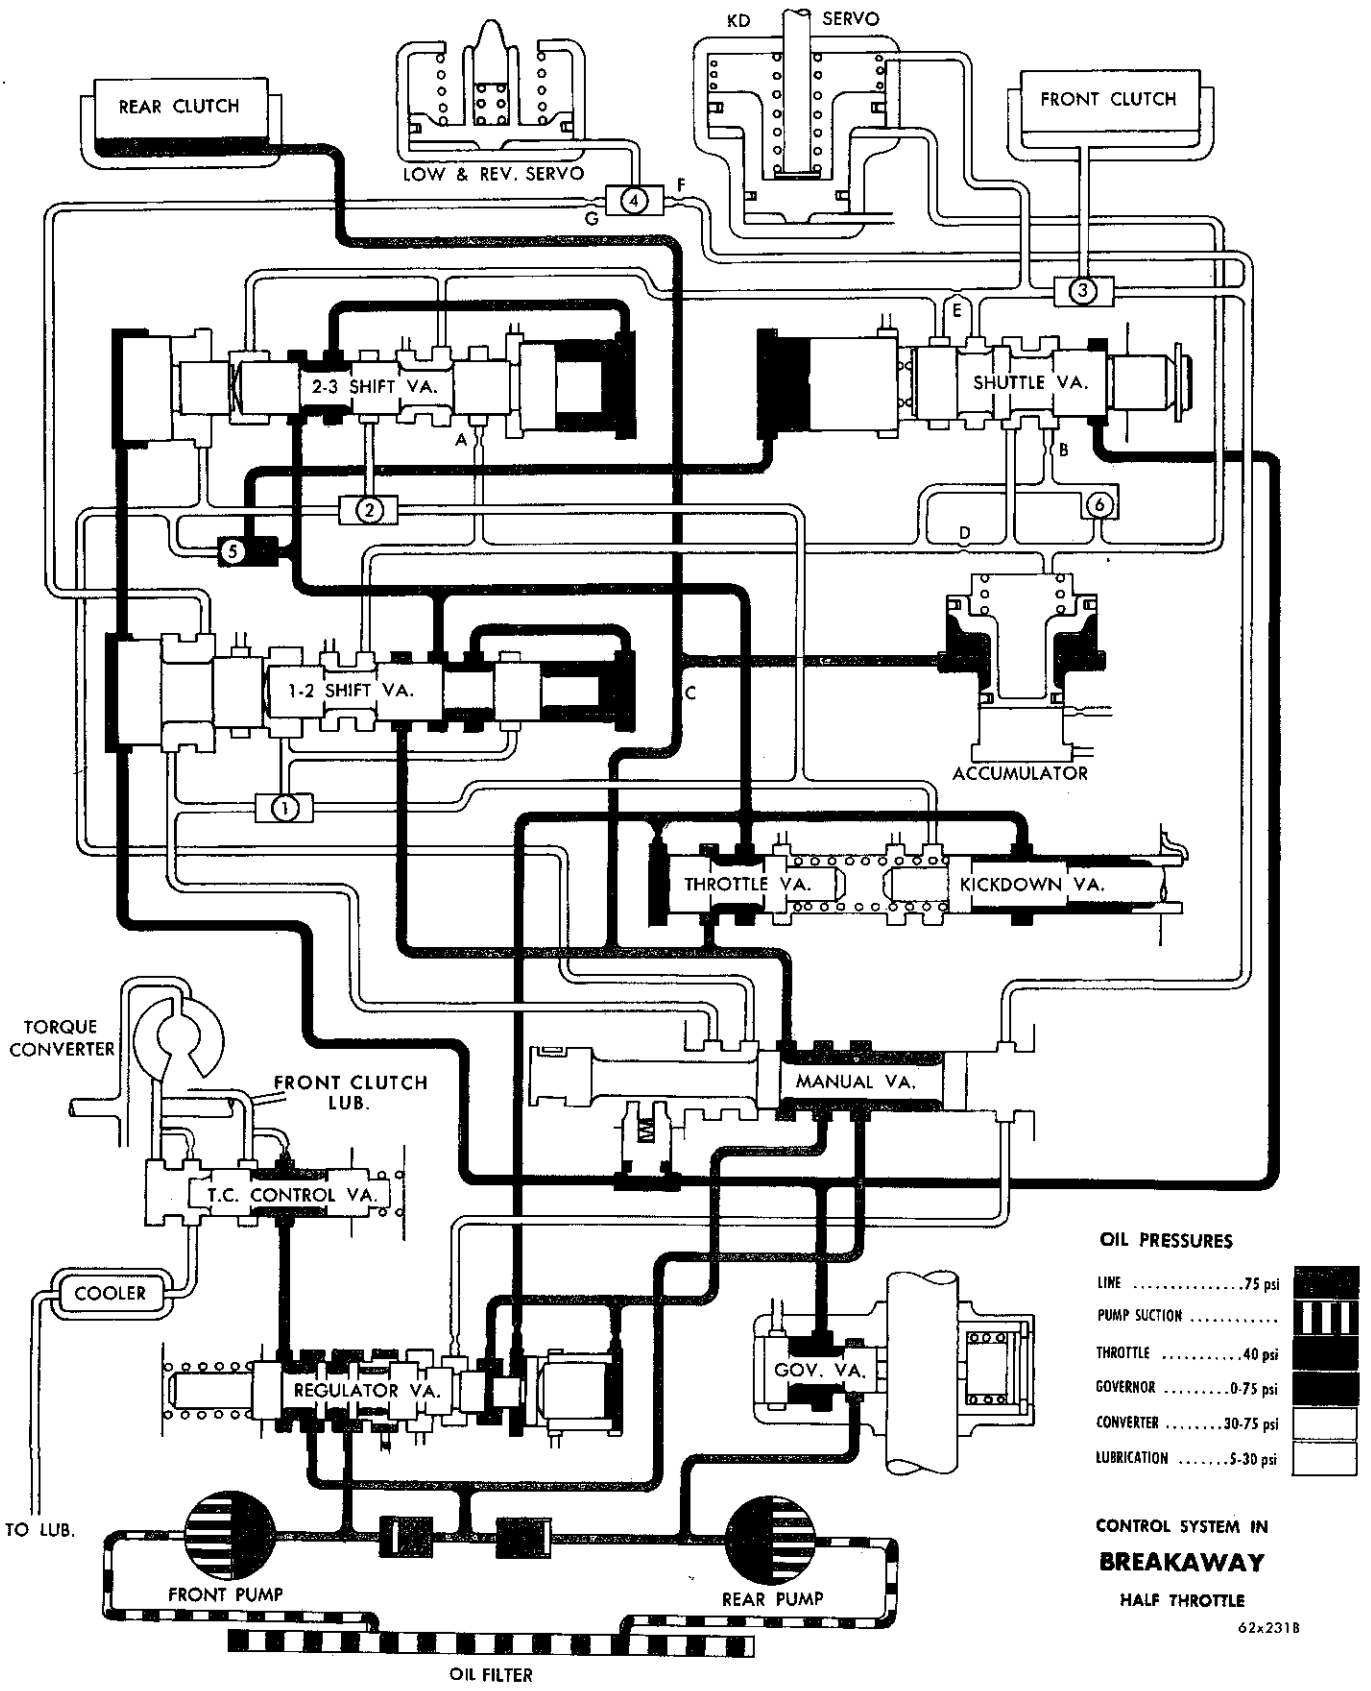 KD SERVO
REAR CLUTCH
FRONT CLUTCH
LOW & REV. SERVO
F
4
G
3
E
2-3 SHIFT VA.
SHUTTLE VA.
A
B
2
6
5
D
1-2 SHIFT VA.
C
ACCUMULATOR
1
THROTTLE VA.
KICKDOWN VA.
TORQUE
CONVERTER
FRONT CLUTCH
LUB.
MANUAL VA.
T.C. CONTROL VA.
COOLER
REGULATOR VA.
GOV. VA.
TO LUB.
FRONT PUMP
REAR PUMP
OIL FILTER
OIL PRESSURES
LINE ..............75 psi
PUMP SUCTION ............
THROTTLE ..........40 psi
GOVERNOR .........0-75 psi
CONVERTER ........30-75 psi
LUBRICATION .......5-30 psi
CONTROL SYSTEM IN
BREAKAWAY
HALF THROTTLE
62x231B